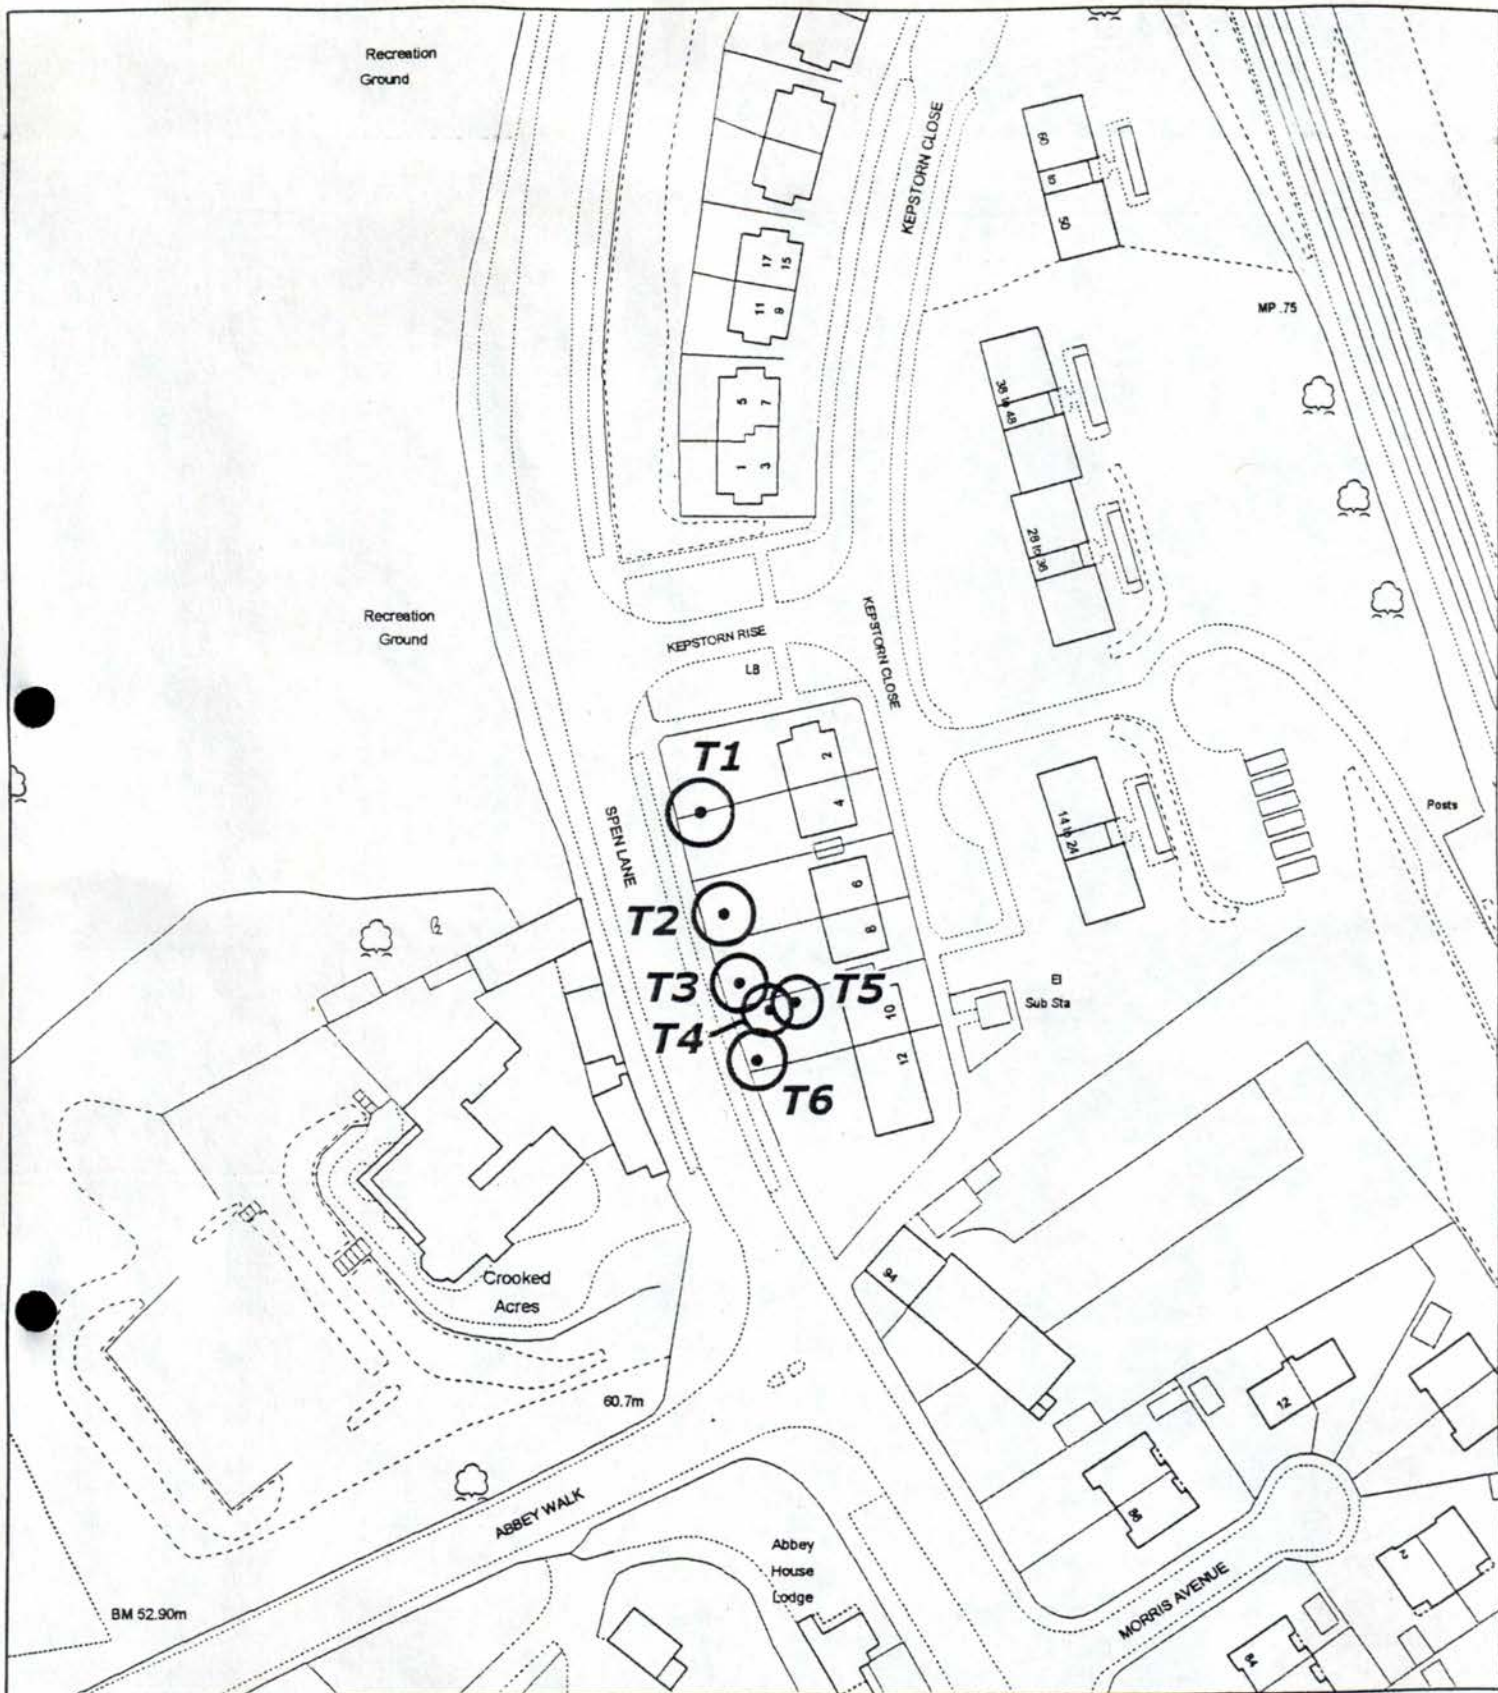 Recreation
Ground
KEPSTORN CLOSE
60
to
50
17
15
11
9
MP .75
5
7
38 to 48
1
3
28 to 36
Recreation
Ground
KEPSTORN RISE
KEPSTORN CLOSE
LB
T1
2
4
SPEN LANE
14 to 24
Posts
T2
6
8
T3
T5
10
El
Sub Sta
T4
12
T6
94
Crooked
Acres
60.7m
12
ABBEY WALK
86
Abbey
House
Lodge
2
MORRIS AVENUE
BM 52.90m
84